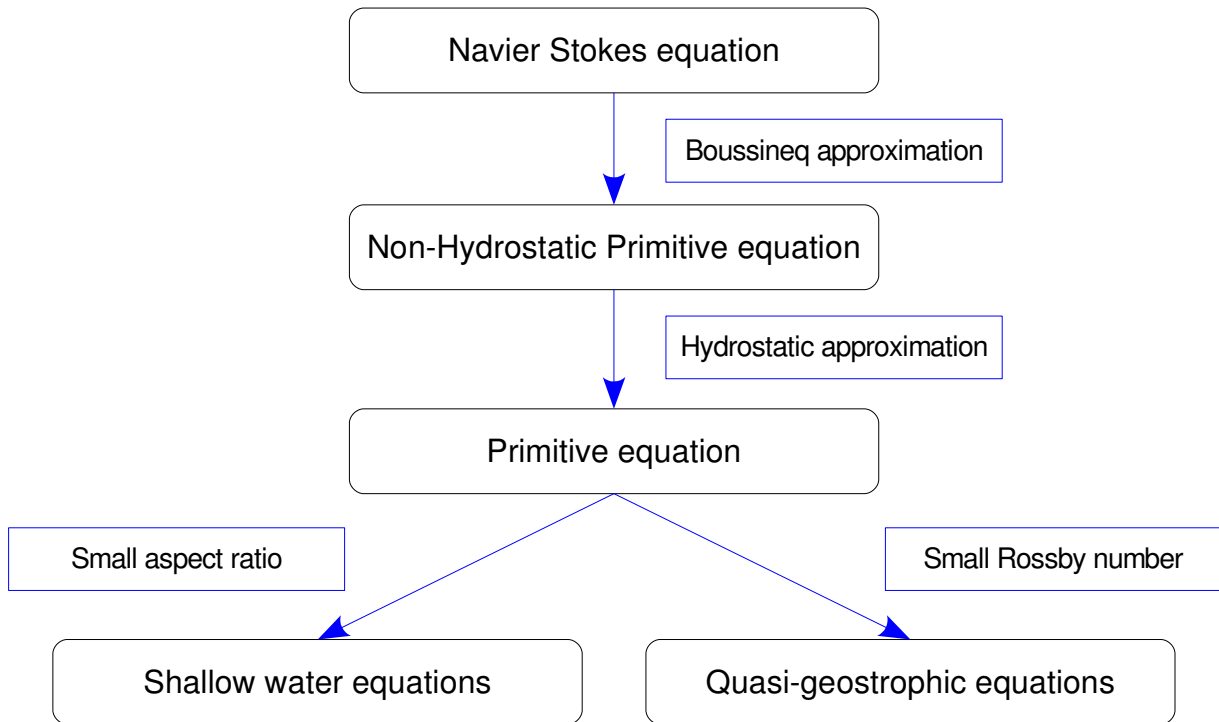 Navier Stokes equation
Boussineq approximation
Non-Hydrostatic Primitive equation
Hydrostatic approximation
Primitive equation
Small aspect ratio
Small Rossby number
Shallow water equations
Quasi-geostrophic equations